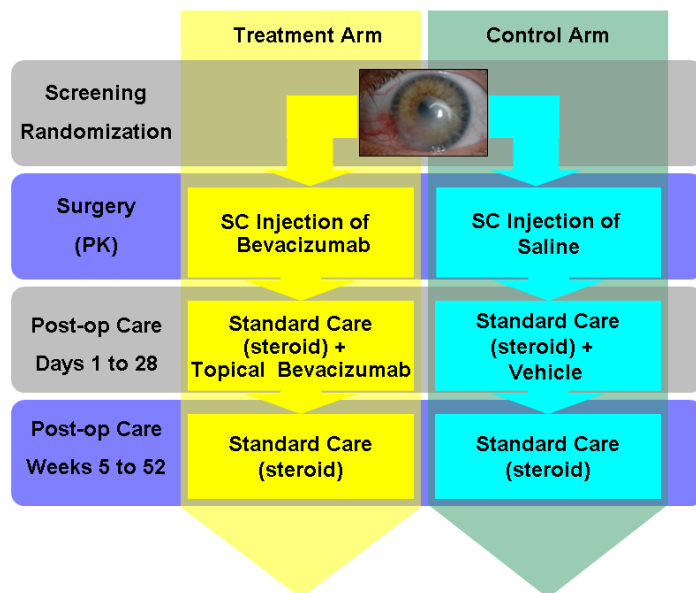 Treatment Arm
Control Arm
Screening
Randomization
Surgery
(PK)
SC Injection of
Bevacizumab
SC Injection of
Saline
Post-op Care
Days 1 to 28
Standard Care
(steroid) +
Topical Bevacizumab
Standard Care
(steroid) +
Vehicle
Post-op Care
Weeks 5 to 52
Standard Care
(steroid)
Standard Care
(steroid)